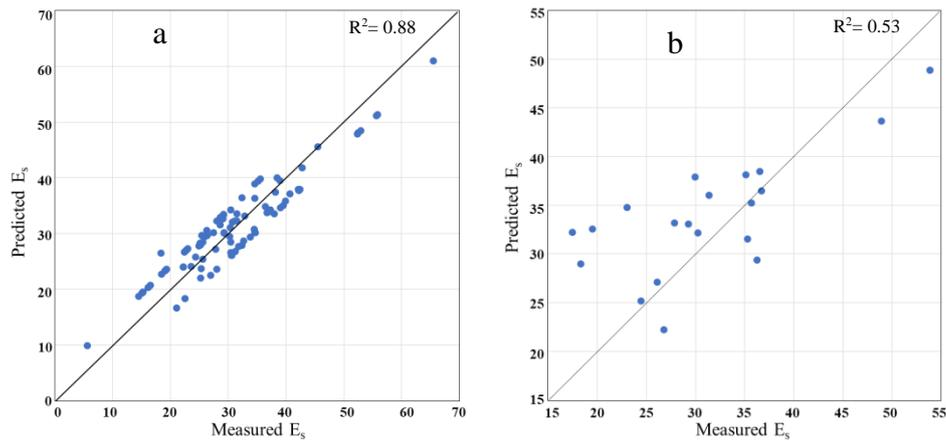 a
R²= 0.88
70
60
50
40
30
20
10
0
Predicted Eₛ
0 10 20 30 40 50 60 70
Measured Eₛ
b
R²= 0.53
55
50
45
40
35
30
25
20
15
Predicted Eₛ
15 20 25 30 35 40 45 50 55
Measured Eₛ